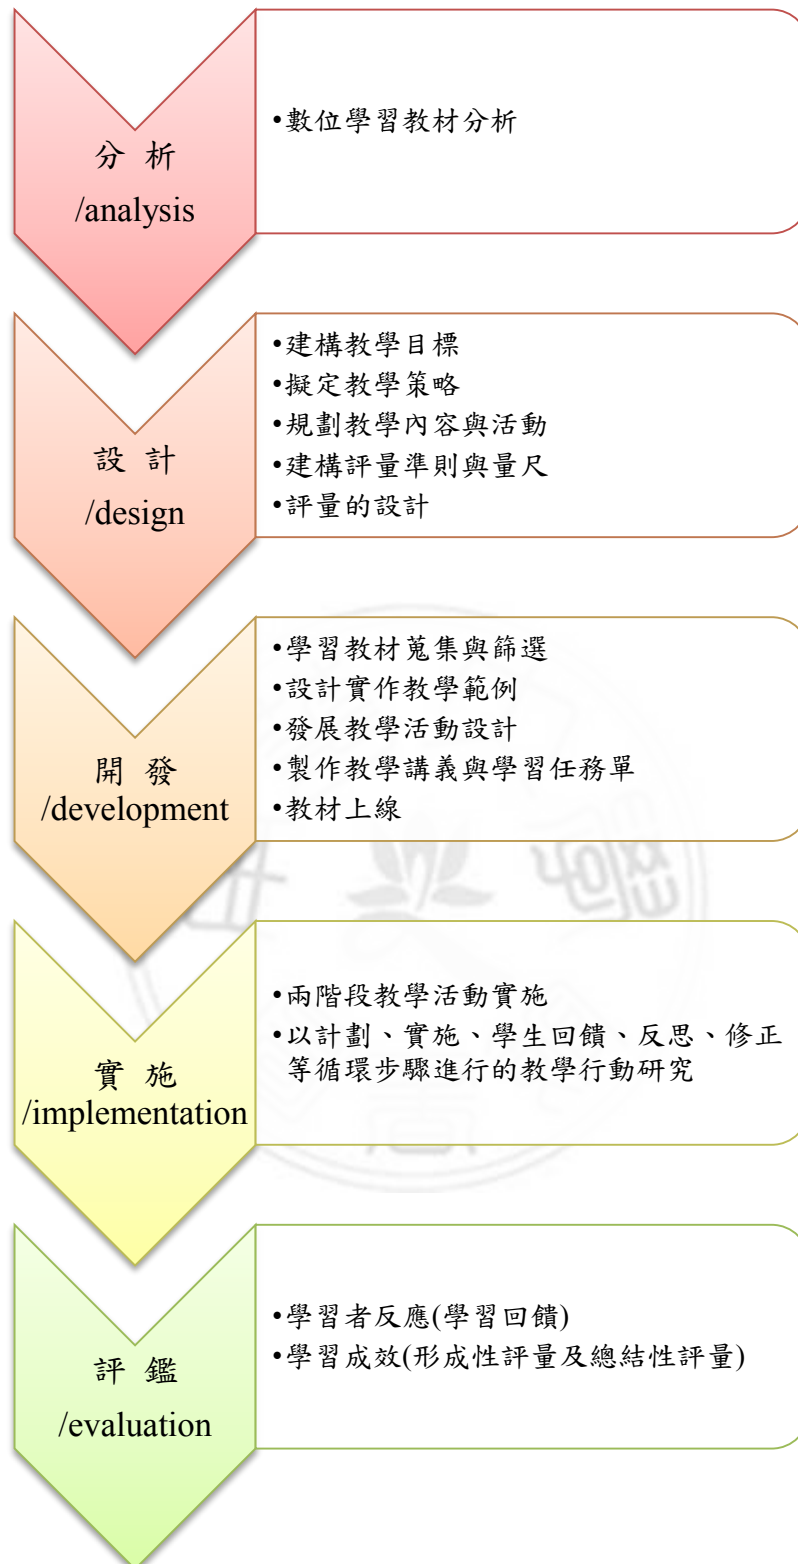 分 析
/analysis
•數位學習教材分析
設 計
/design
•建構教學目標
•擬定教學策略
•規劃教學內容與活動
•建構評量準則與量尺
•評量的設計
開 發
/development
•學習教材蒐集與篩選
•設計實作教學範例
•發展教學活動設計
•製作教學講義與學習任務單
•教材上線
實 施
/implementation
•兩階段教學活動實施
•以計劃、實施、學生回饋、反思、修正
等循環步驟進行的教學行動研究
評 鑑
/evaluation
•學習者反應(學習回饋)
•學習成效(形成性評量及總結性評量)